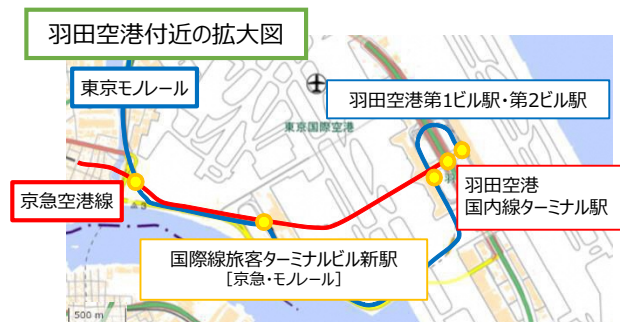 羽田空港付近の拡大図
東京モノレール
羽田空港第1ビル駅・第2ビル駅
東京国際空港
京急空港線
羽田空港
国内線ターミナル駅
国際線旅客ターミナルビル新駅
[京急・モノレール]
500 m